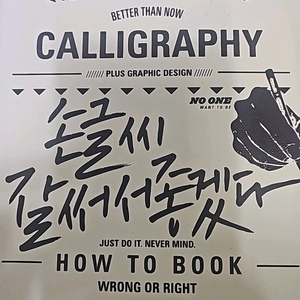 BETTER THAN NOW
CALLIGRAPHY
/////// PLUS GRAPHIC DESIGN ///////
NO ONE
WANT TO BE
손글씨
잘써서좋겠다
JUST DO IT. NEVER MIND.
HOW TO BOOK
WRONG OR RIGHT